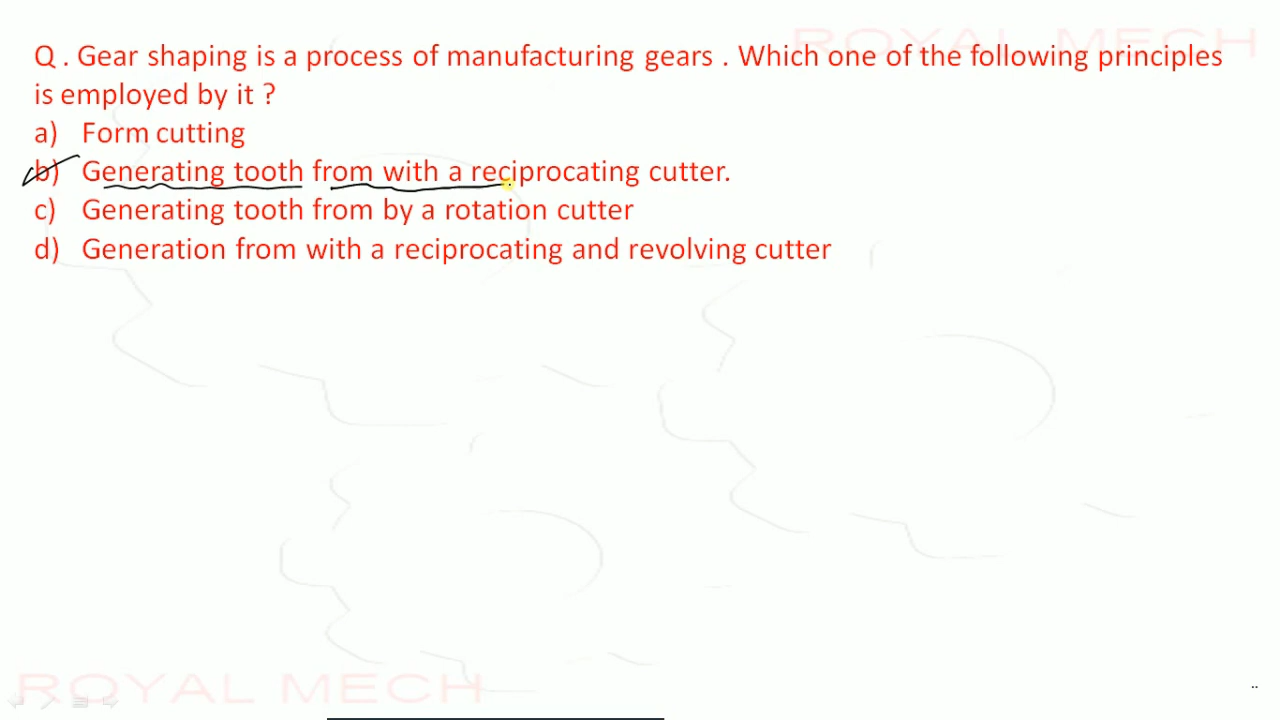 ROYAL MECH
Q . Gear shaping is a process of manufacturing gears . Which one of the following principles
is employed by it ?
a) Form cutting
b) Generating tooth from with a reciprocating cutter.
c) Generating tooth from by a rotation cutter
d) Generation from with a reciprocating and revolving cutter
ROYAL MECH